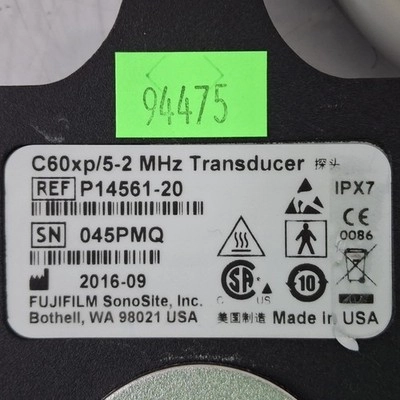 94475
C60xp/5-2 MHz Transducer 探头
REF P14561-20
IPX7
SN 045PMQ
0086
2016-09
C US
10
FUJIFILM SonoSite, Inc.
Bothell, WA 98021 USA
美国制造 Made in USA